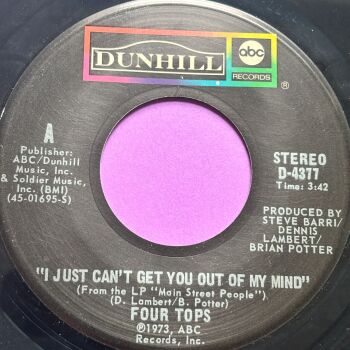 DUNHILL
abc
RECORDS
®
A
Publisher:
ABC/Dunhill
Music, Inc.
& Soldier Music,
Inc. (BMI)
(45-01695-S)
STEREO
D-4377
Time: 3:42
PRODUCED BY
STEVE BARRI/
DENNIS
LAMBERT/
BRIAN POTTER
"I JUST CAN'T GET YOU OUT OF MY MIND"
(From the LP "Main Street People")
(D. Lambert/B. Potter)
FOUR TOPS
℗1973, ABC
Records, Inc.